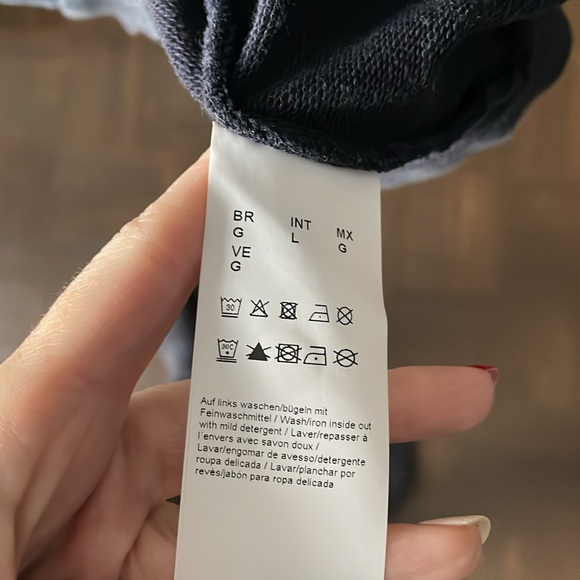 BR INT MX
G L G
VE
G
30
30C
Auf links waschen/bügeln mit
Feinwaschmittel / Wash/iron inside out
with mild detergent / Laver/repasser à
l'envers avec savon doux /
Lavar/engomar de avesso/detergente
roupa delicada / Lavar/planchar por
revés/jabón para ropa delicada